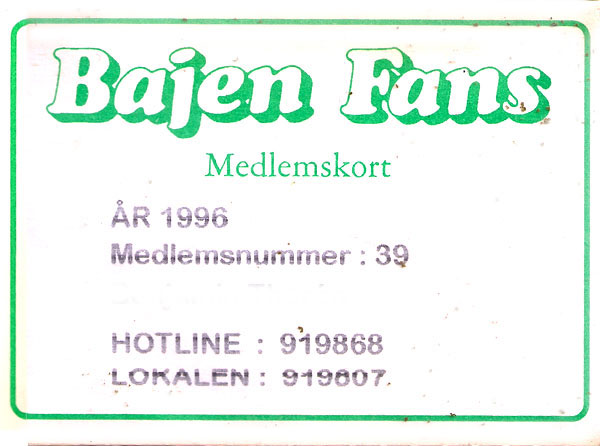 Bajen Fans
Medlemskort
ÅR 1996
Medlemsnummer : 39
HOTLINE : 919868
LOKALEN : 919807